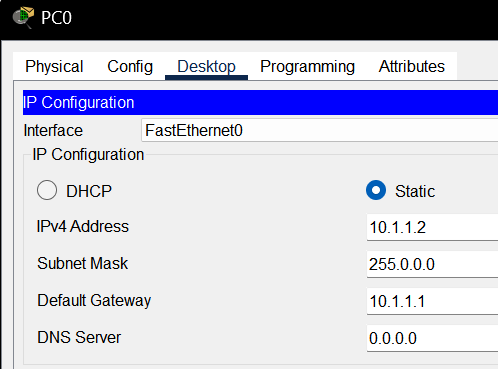 PC0
Physical Config Desktop Programming Attributes
IP Configuration
Interface FastEthernet0
IP Configuration
DHCP Static
IPv4 Address 10.1.1.2
Subnet Mask 255.0.0.0
Default Gateway 10.1.1.1
DNS Server 0.0.0.0